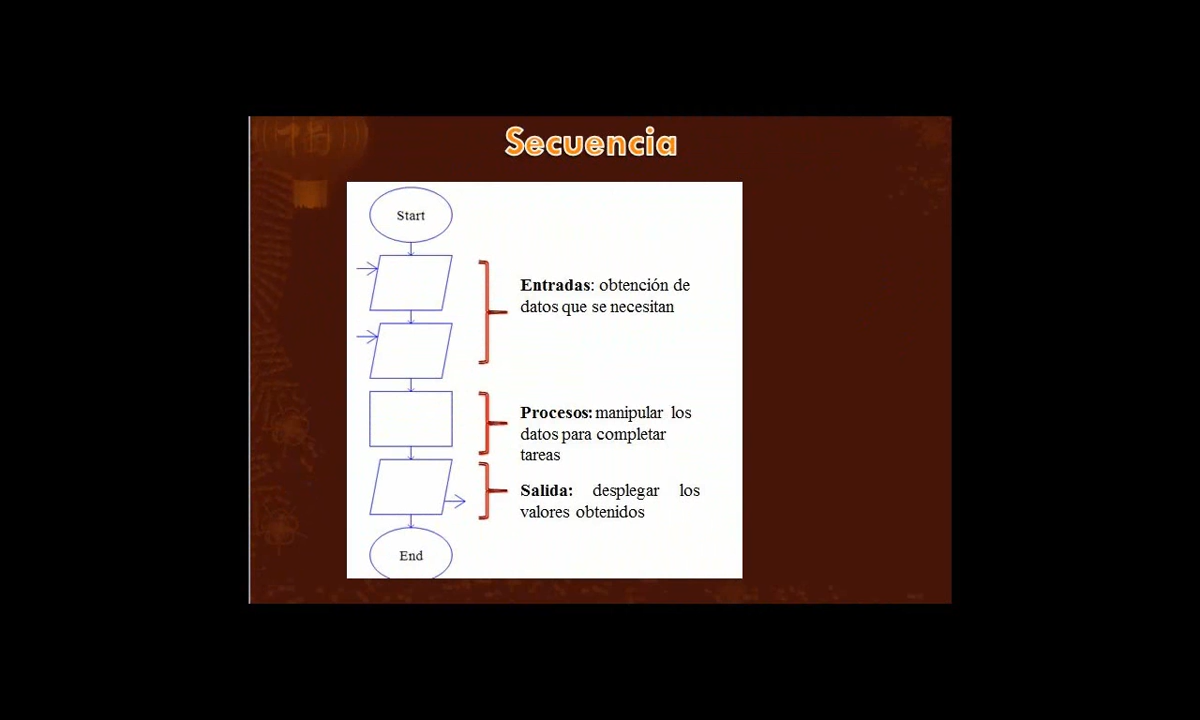 Secuencia
Start
Entradas: obtención de
datos que se necesitan
Procesos: manipular los
datos para completar
tareas
Salida: desplegar los
valores obtenidos
End